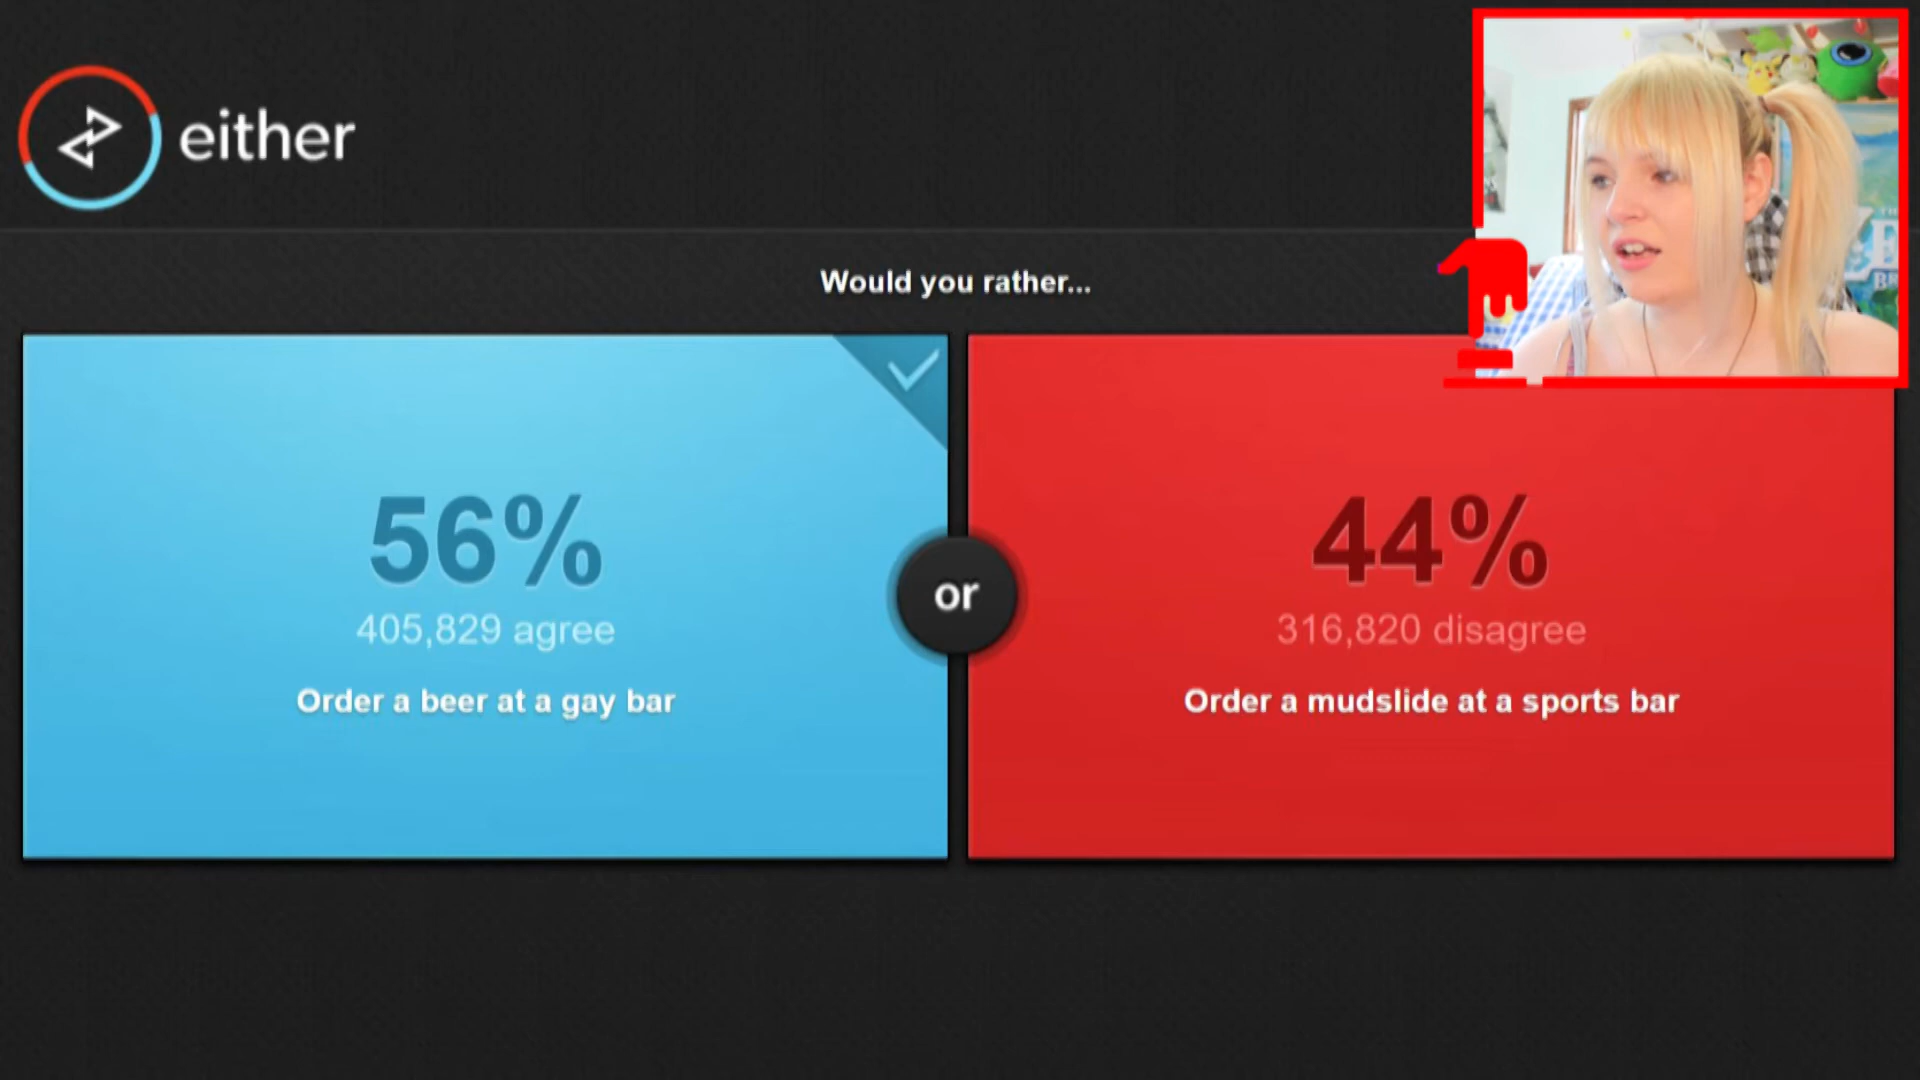 either
Would you rather...
56%
405,829 agree
Order a beer at a gay bar
or
44%
316,820 disagree
Order a mudslide at a sports bar